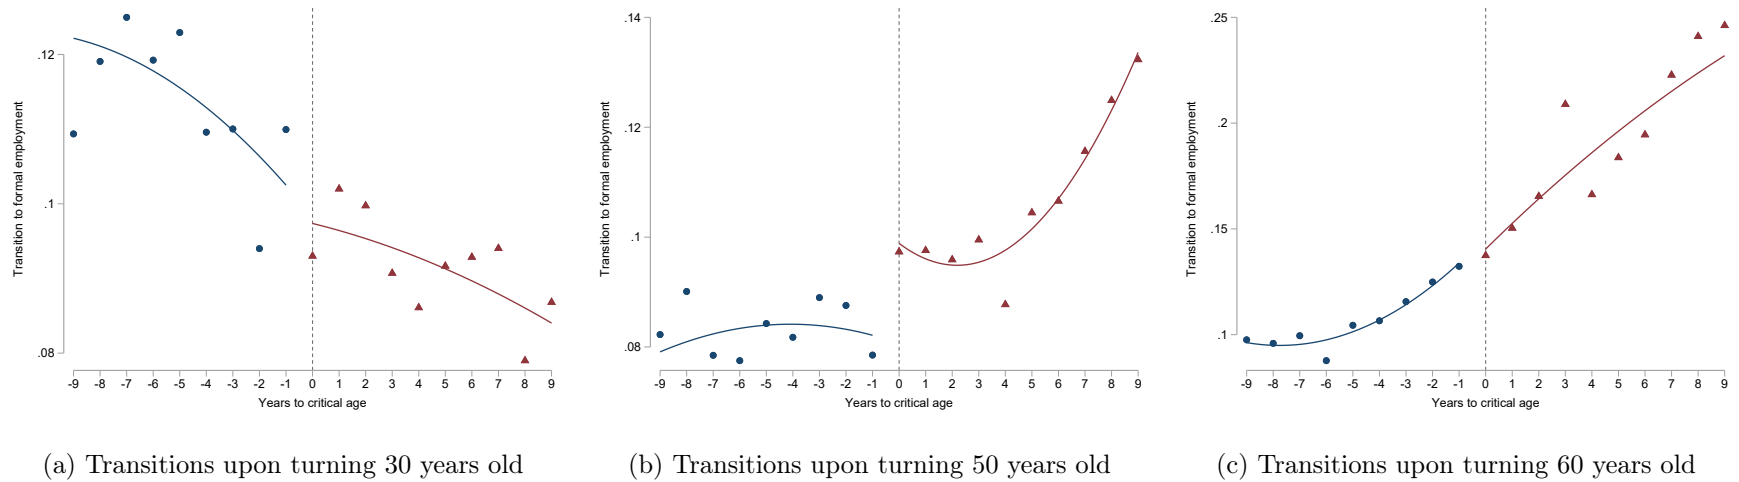 Transition to formal employment
.12
.1
.08
-9 -8 -7 -6 -5 -4 -3 -2 -1 0 1 2 3 4 5 6 7 8 9
Years to critical age
(a) Transitions upon turning 30 years old
Transition to formal employment
.14
.12
.1
.08
-9 -8 -7 -6 -5 -4 -3 -2 -1 0 1 2 3 4 5 6 7 8 9
Years to critical age
(b) Transitions upon turning 50 years old
Transition to formal employment
.25
.2
.15
.1
-9 -8 -7 -6 -5 -4 -3 -2 -1 0 1 2 3 4 5 6 7 8 9
Years to critical age
(c) Transitions upon turning 60 years old